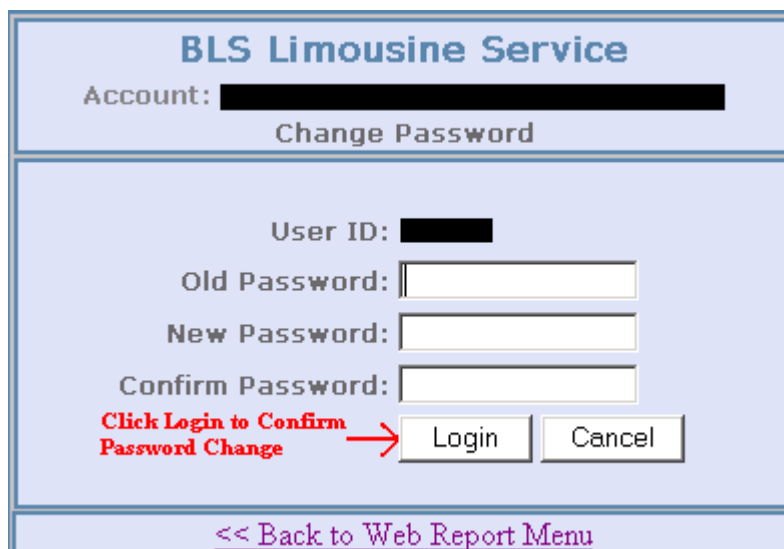 BLS Limousine Service
Account:
Change Password
User ID:
Old Password:
New Password:
Confirm Password:
Click Login to Confirm
Password Change
Login Cancel
<< Back to Web Report Menu